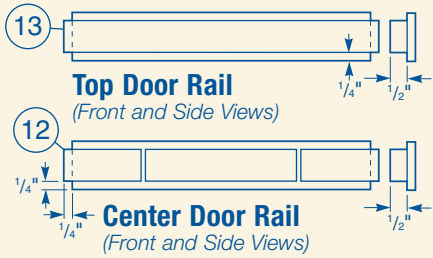 13
Top Door Rail
(Front and Side Views)
1/4"
1/2"
12
1/4"
1/4"
Center Door Rail
(Front and Side Views)
1/2"